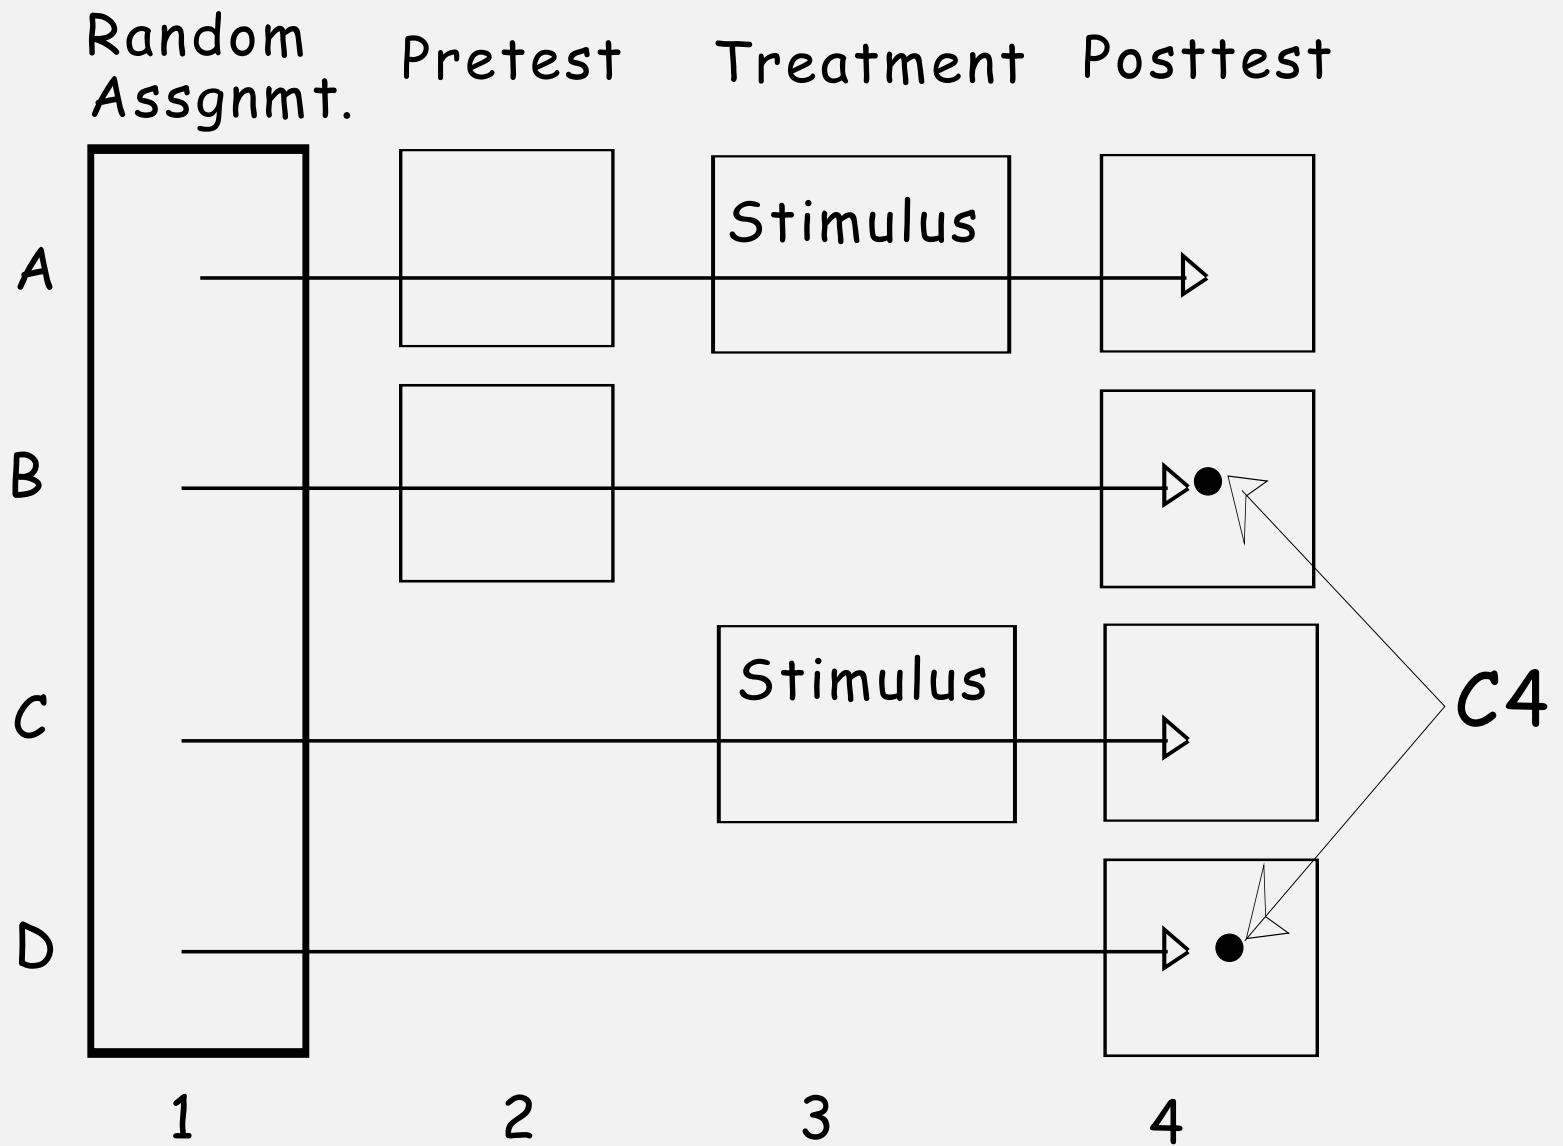 Random
Assgnmt.
Pretest
Treatment
Posttest
A
Stimulus
B
C
Stimulus
C4
D
1
2
3
4